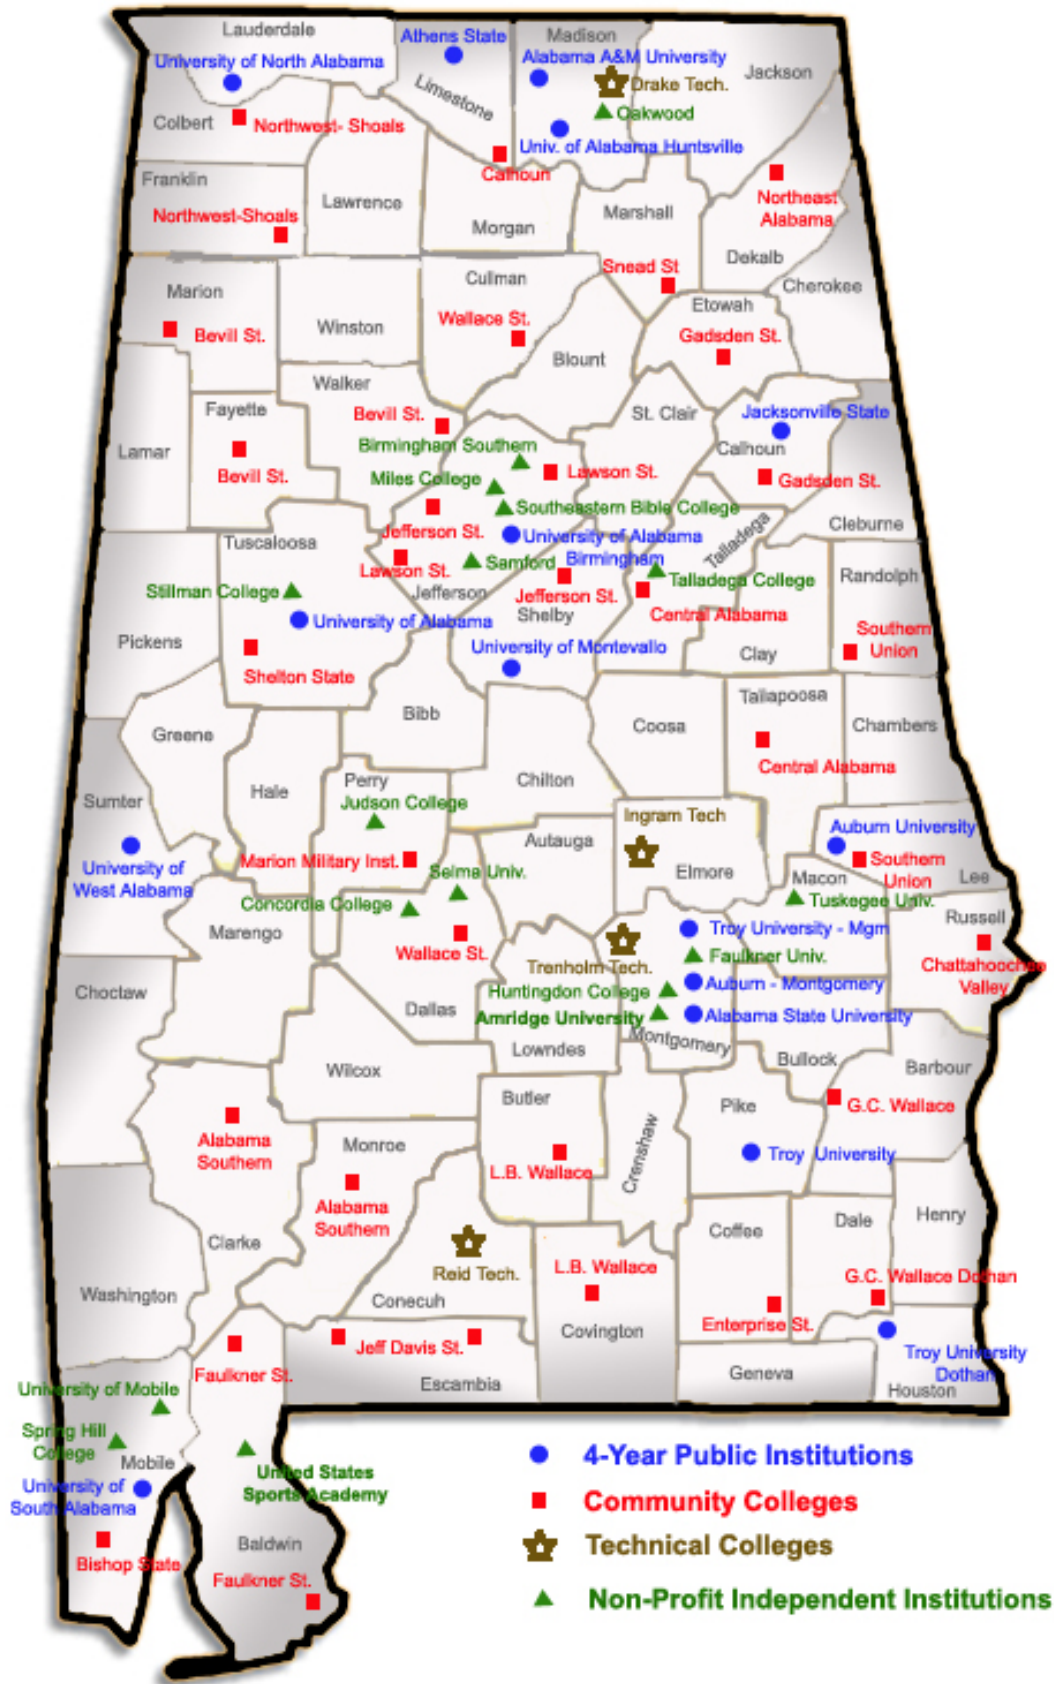 Lauderdale
Athens State
Madison
University of North Alabama
Alabama A&M University
Jackson
Limestone
Drake Tech.
Colbert
Northwest- Shoals
Oakwood
Univ. of Alabama Huntsville
Calhoun
Franklin
Lawrence
Northeast
Alabama
Northwest-Shoals
Morgan
Marshall
Dekalb
Snead St
Cullman
Cherokee
Marion
Etowah
Wallace St.
Winston
Bevill St.
Gadsden St.
Blount
Walker
Fayette
Bevill St.
St. Clair
Jacksonville State
Birmingham Southern
Lamar
Calhoun
Bevill St.
Miles College
Lawson St.
Gadsden St.
Southeastern Bible College
Jefferson St.
Talladega
Cleburne
University of Alabama
Birmingham
Tuscaloosa
Lawson St.
Samford
Talladega College
Randolph
Stillman College
Jefferson
Jefferson St.
Shelby
Central Alabama
University of Alabama
Southern
Union
Pickens
University of Montevallo
Clay
Shelton State
Tallapoosa
Bibb
Coosa
Chambers
Greene
Central Alabama
Chilton
Perry
Hale
Sumter
Judson College
Ingram Tech
Auburn University
Autauga
University of
West Alabama
Marion Military Inst.
Selma Univ.
Elmore
Southern
Union
Macon
Lee
Concordia College
Tuskegee Univ.
Russell
Marengo
Wallace St.
Troy University - Mgm
Trenholm Tech.
Faulkner Univ.
Chattahoochee
Valley
Choctaw
Huntingdon College
Auburn - Montgomery
Dallas
Amridge University
Alabama State University
Montgomery
Lowndes
Bullock
Wilcox
Barbour
Butler
Pike
G.C. Wallace
Alabama
Southern
Monroe
Crenshaw
L.B. Wallace
Troy University
Alabama
Southern
Henry
Dale
Coffee
Clarke
Reid Tech.
L.B. Wallace
G.C. Wallace Dothan
Washington
Conecuh
Enterprise St.
Covington
Jeff Davis St.
Troy University
Dothan
Faulkner St.
Geneva
Escambia
Houston
University of Mobile
Spring Hill
College
Mobile
4-Year Public Institutions
United States
Sports Academy
University of
South Alabama
Community Colleges
Baldwin
Technical Colleges
Bishop State
Faulkner St.
Non-Profit Independent Institutions